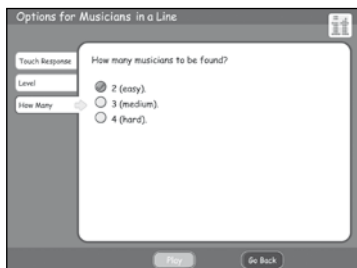 Options for Musicians in a Line
it
Touch Response
How many musicians to be found?
Level
2 (easy).
How Many
3 (medium).
4 (hard).
Play
Go Back